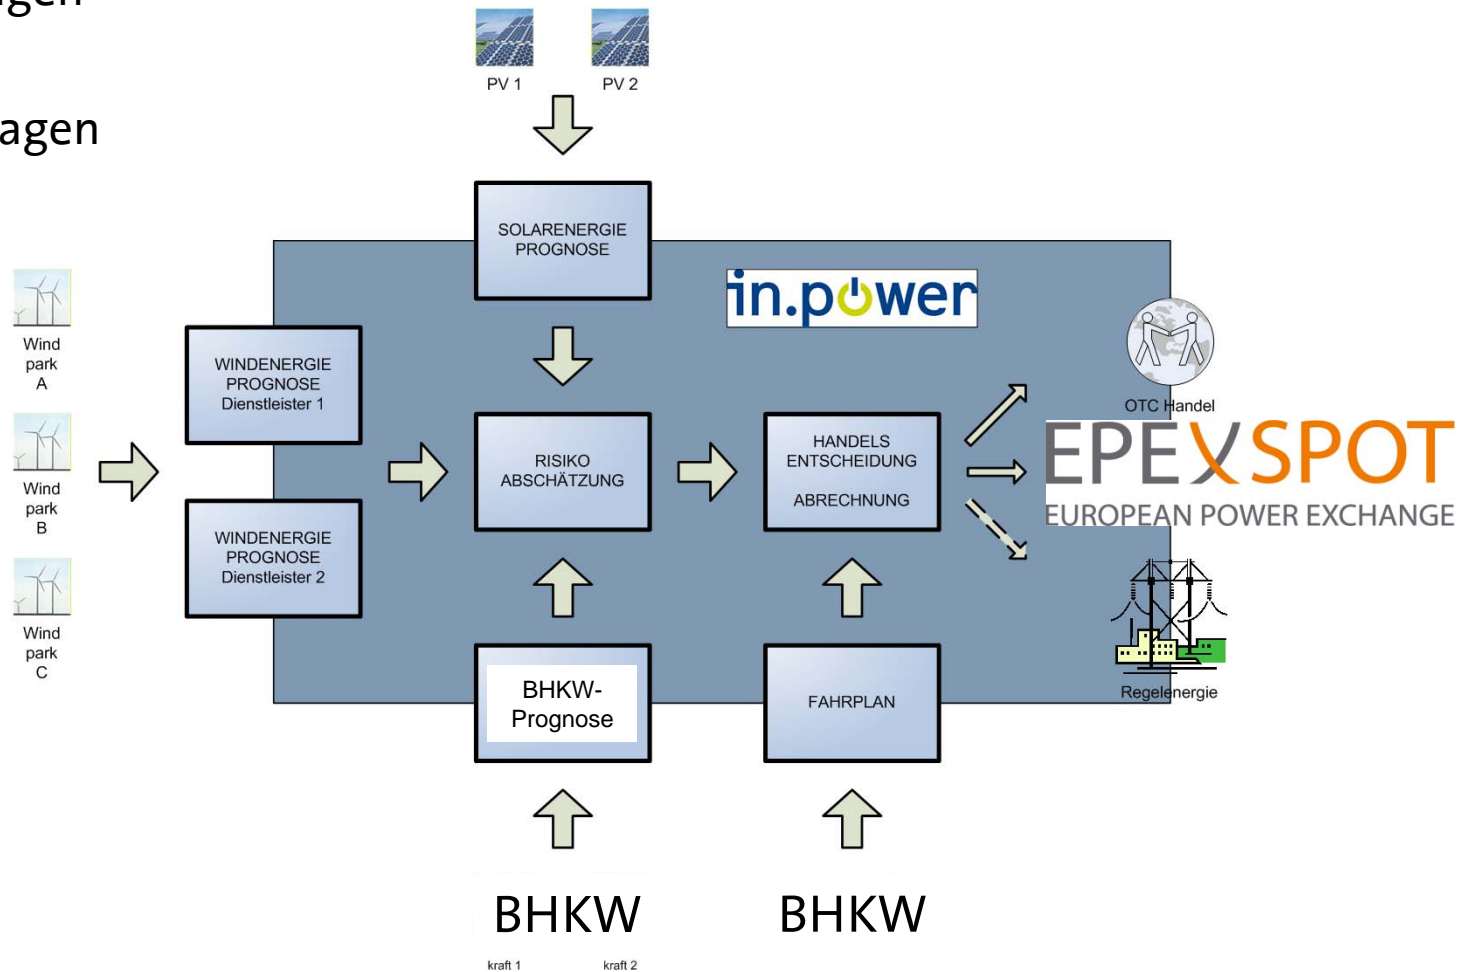 PV 1
PV 2
agen
SOLARENERGIE
PROGNOSE
in.power
Wind
park
A
WINDENERGIE
PROGNOSE
Dienstleister 1
OTC Handel
Wind
park
B
RISIKO
ABSCHÄTZUNG
HANDELS
ENTSCHEIDUNG
ABRECHNUNG
EPEXSPOT
EUROPEAN POWER EXCHANGE
WINDENERGIE
PROGNOSE
Dienstleister 2
Wind
park
C
BHKW-
Prognose
FAHRPLAN
Regelenergie
BHKW
BHKW
kraft 1
kraft 2